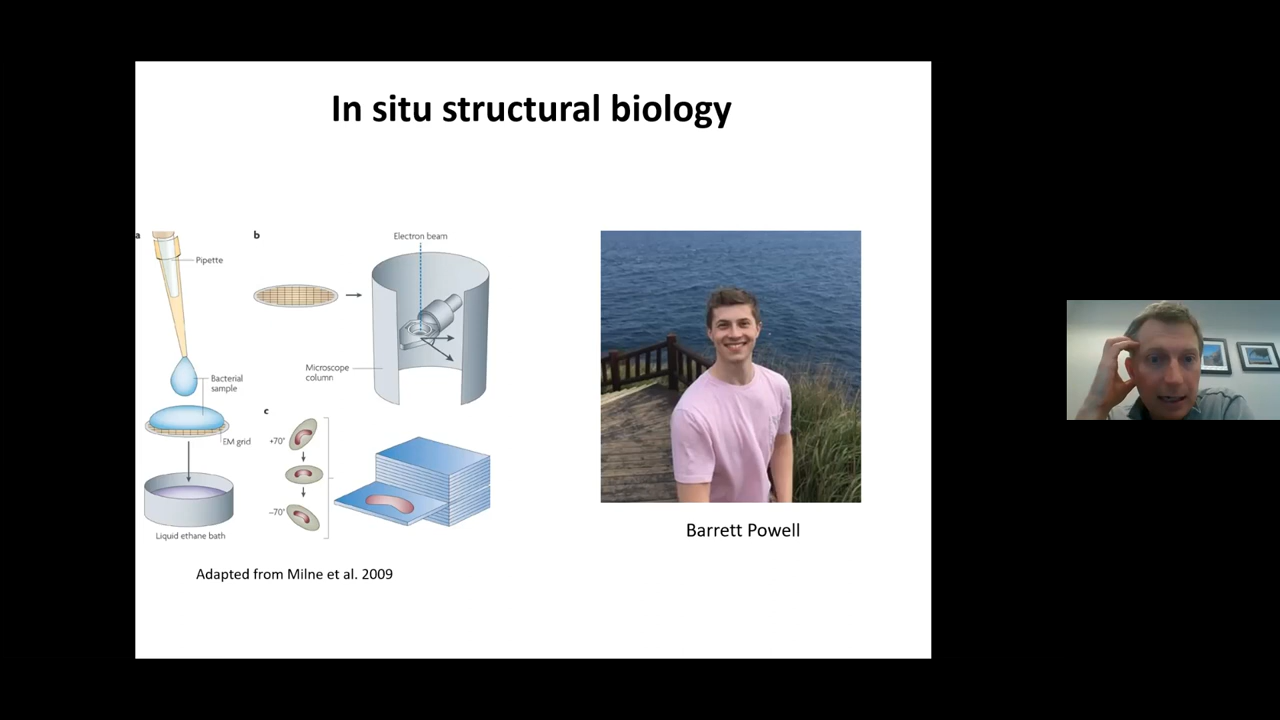 In situ structural biology
a
Pipette
Bacterial
sample
EM grid
Liquid ethane bath
b
Electron beam
Microscope
column
c
+70°
–70°
Adapted from Milne et al. 2009
Barrett Powell